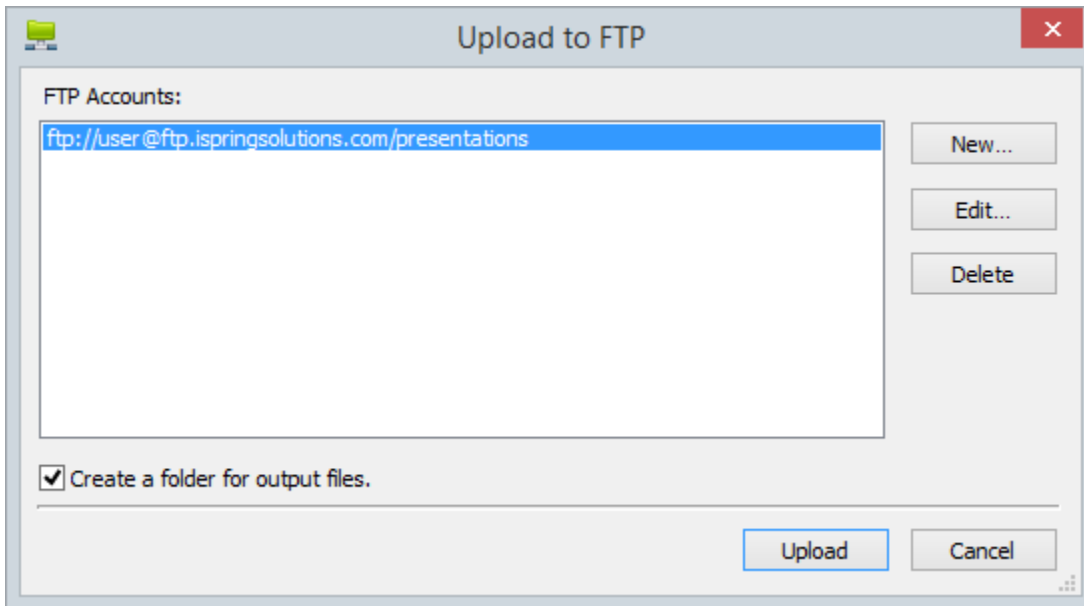 Upload to FTP
FTP Accounts:
ftp://user@ftp.ispringsolutions.com/presentations
New...
Edit...
Delete
Create a folder for output files.
Upload
Cancel